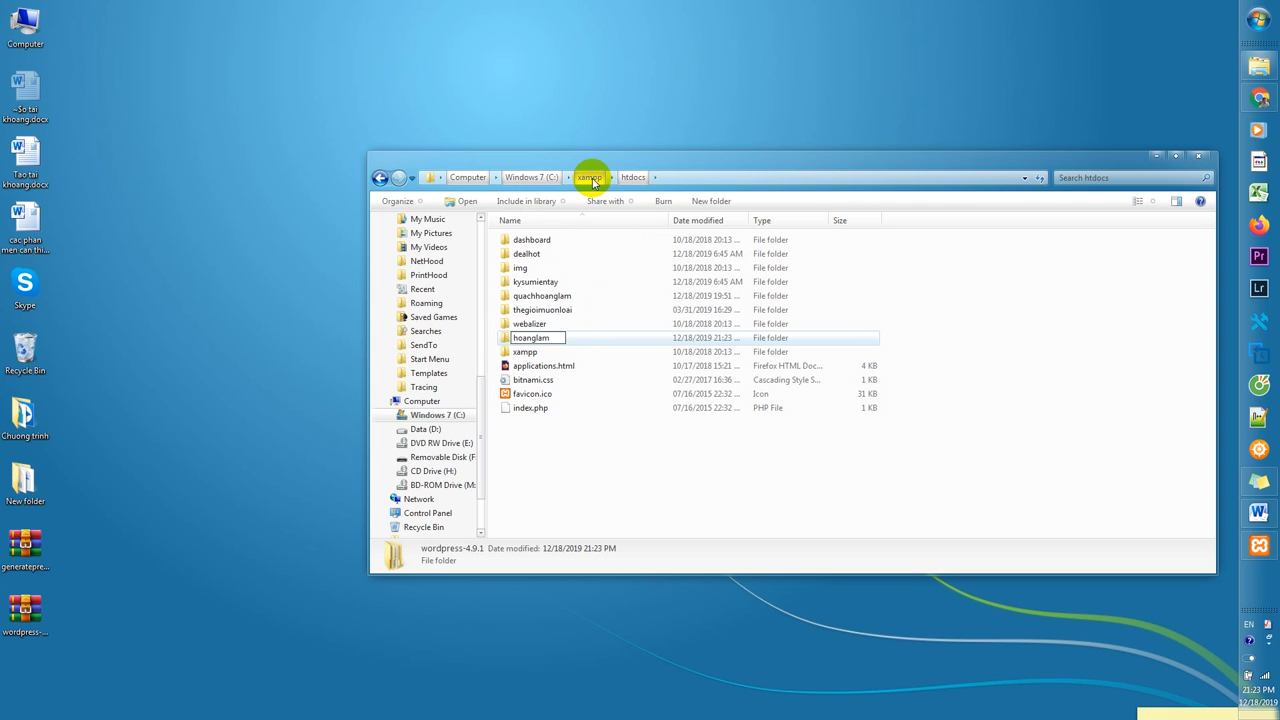 Computer
~So tai
khoang.docx
Tao tai
khoang.docx
cac phan
men can thi...
Skype
Recycle Bin
Chuong trinh
New folder
generatepre...
wordpress-...
Computer
Windows 7 (C:)
xampp
htdocs
Search htdocs
Organize
Open
Include in library
Share with
Burn
New folder
My Music
My Pictures
My Videos
NetHood
PrintHood
Recent
Roaming
Saved Games
Searches
SendTo
Start Menu
Templates
Tracing
Computer
Windows 7 (C:)
Data (D:)
DVD RW Drive (E:)
Removable Disk (F
CD Drive (H:)
BD-ROM Drive (M:
Network
Control Panel
Recycle Bin
Name Date modified Type Size
dashboard 10/18/2018 20:13 ... File folder
dealhot 12/18/2019 6:45 AM File folder
img 10/18/2018 20:13 ... File folder
kysumientay 12/18/2019 6:45 AM File folder
quachhoanglam 12/18/2019 19:51 ... File folder
thegioimuonloai 03/31/2019 16:29 ... File folder
webalizer 10/18/2018 20:13 ... File folder
hoanglam 12/18/2019 21:23 ... File folder
xampp 10/18/2018 20:13 ... File folder
applications.html 10/17/2018 15:21 ... Firefox HTML Doc... 4 KB
bitnami.css 02/27/2017 16:36 ... Cascading Style S... 1 KB
favicon.ico 07/16/2015 22:32 ... Icon 31 KB
index.php 07/16/2015 22:32 ... PHP File 1 KB
wordpress-4.9.1 Date modified: 12/18/2019 21:23 PM
File folder
Pr
Lr
EN
21:23 PM
12/18/2019